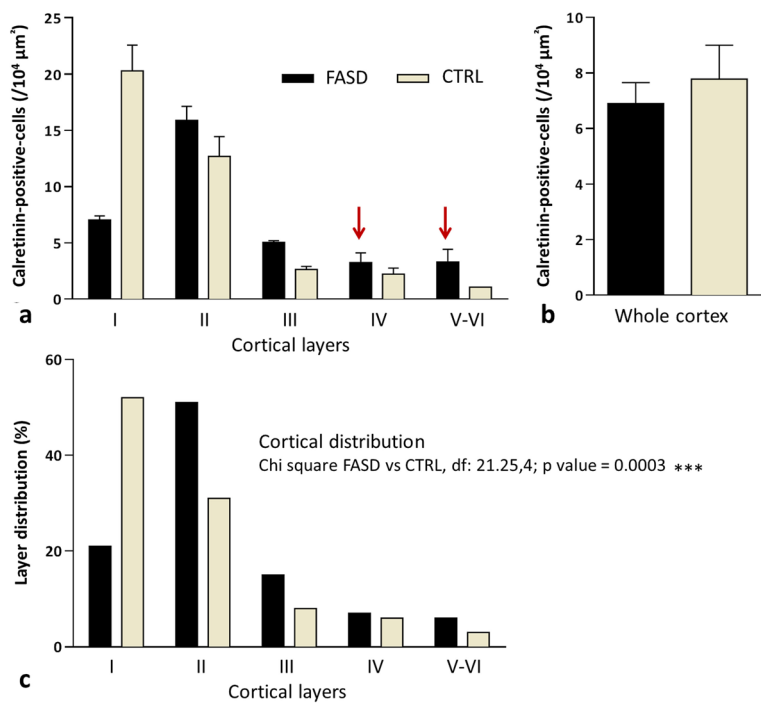 Calretinin-positive-cells (/10⁴ µm²)
25
20
15
10
5
0
FASD
CTRL
I
II
III
IV
V-VI
Cortical layers
a
Calretinin-positive-cells (/10⁴ µm²)
10
8
6
4
2
0
Whole cortex
b
Layer distribution (%)
60
40
20
0
Cortical distribution
Chi square FASD vs CTRL, df: 21.25,4; p value = 0.0003 ***
I
II
III
IV
V-VI
Cortical layers
c